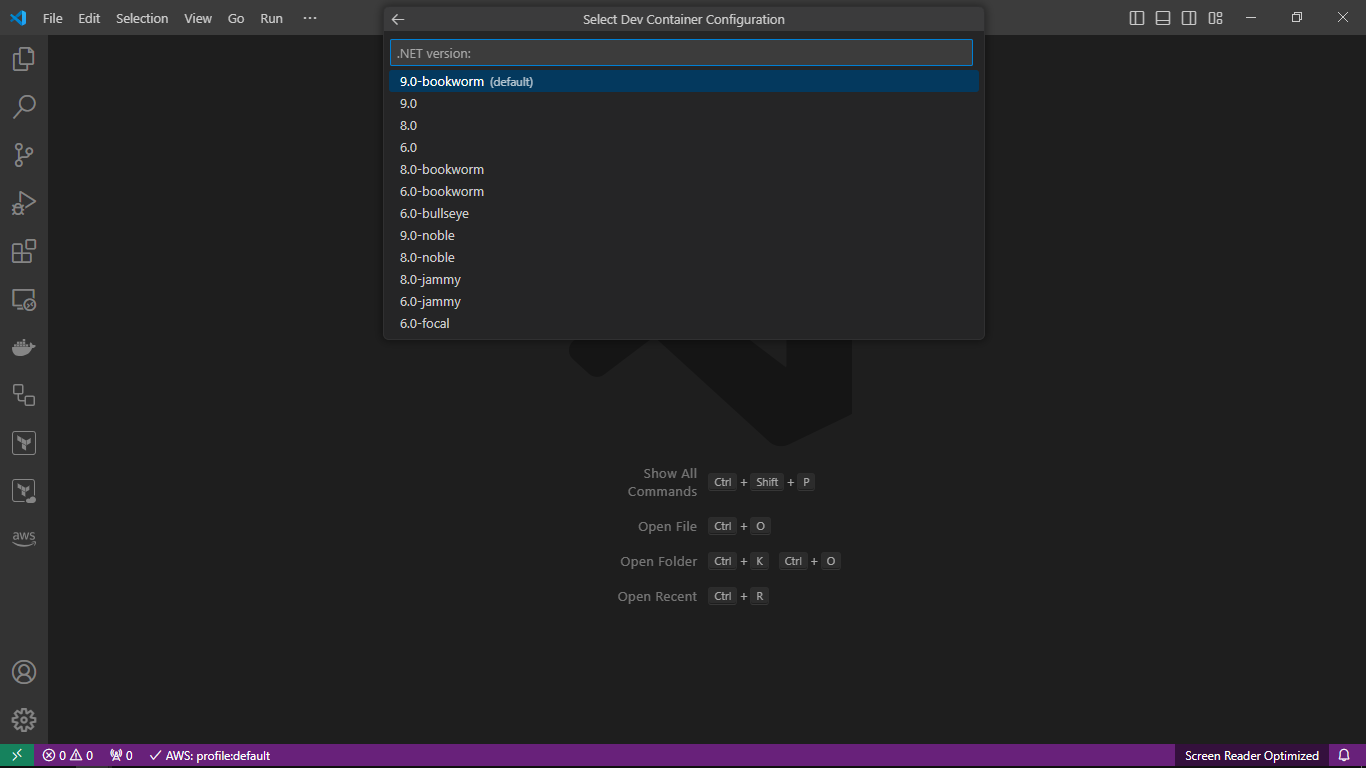 File Edit Selection View Go Run ···
Select Dev Container Configuration
.NET version:
9.0-bookworm (default)
9.0
8.0
6.0
8.0-bookworm
6.0-bookworm
6.0-bullseye
9.0-noble
8.0-noble
8.0-jammy
6.0-jammy
6.0-focal
Show All
Commands Ctrl + Shift + P
Open File Ctrl + O
Open Folder Ctrl + K Ctrl + O
Open Recent Ctrl + R
aws
0 0 0 AWS: profile:default Screen Reader Optimized